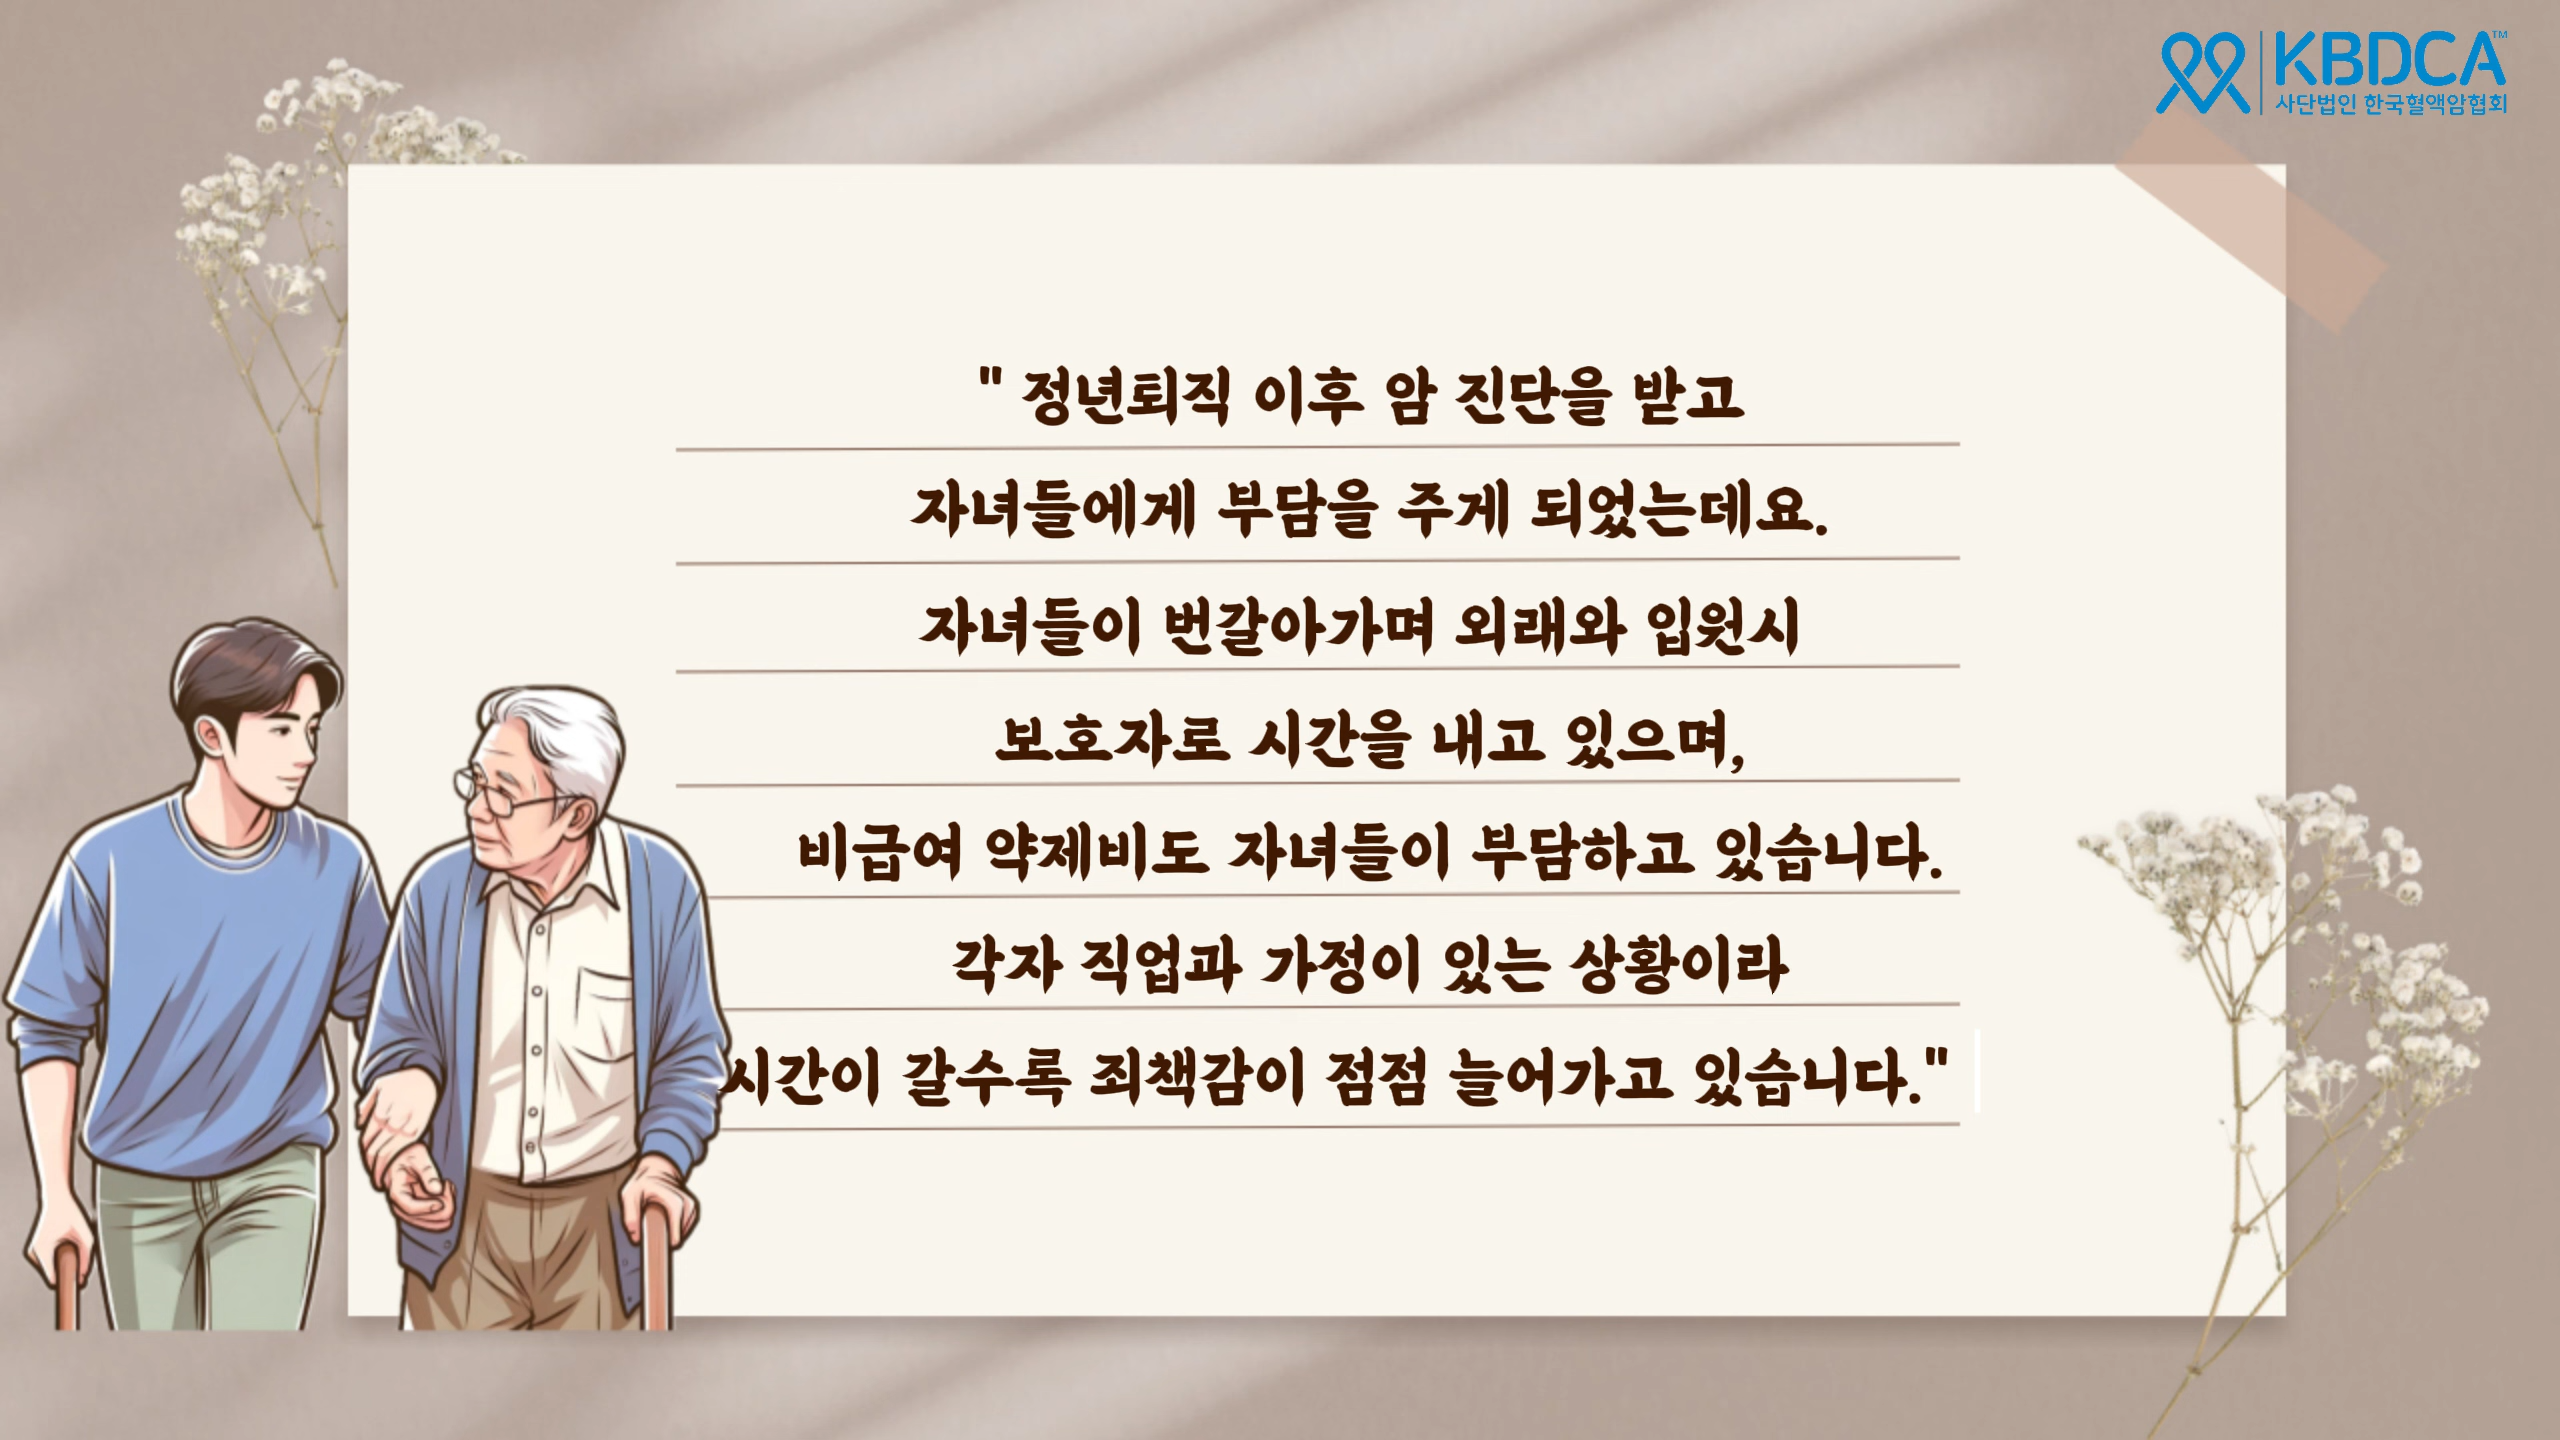 KBDCA™
사단법인 한국혈액암협회
" 정년퇴직 이후 암 진단을 받고
자녀들에게 부담을 주게 되었는데요.
자녀들이 번갈아가며 외래와 입원시
보호자로 시간을 내고 있으며,
비급여 약제비도 자녀들이 부담하고 있습니다.
각자 직업과 가정이 있는 상황이라
시간이 갈수록 죄책감이 점점 늘어가고 있습니다."